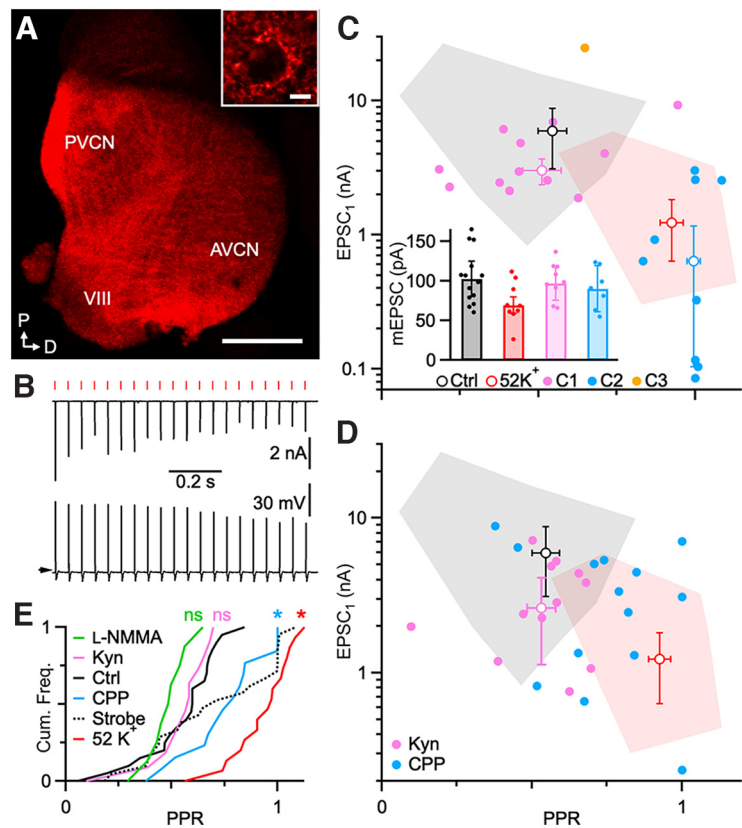 A
PVCN
AVCN
VIII
P
D
B
2 nA
0.2 s
30 mV
C
EPSC1 (nA)
10
1
0.1
mEPSC (pA)
150
100
50
0
Ctrl 52K+ C1 C2 C3
0 1
D
EPSC1 (nA)
10
1
Kyn
CPP
0 1
PPR
E
ns ns * *
L-NMMA
Kyn
Ctrl
CPP
Strobe
52 K+
Cum. Freq.
1
0
0 1
PPR